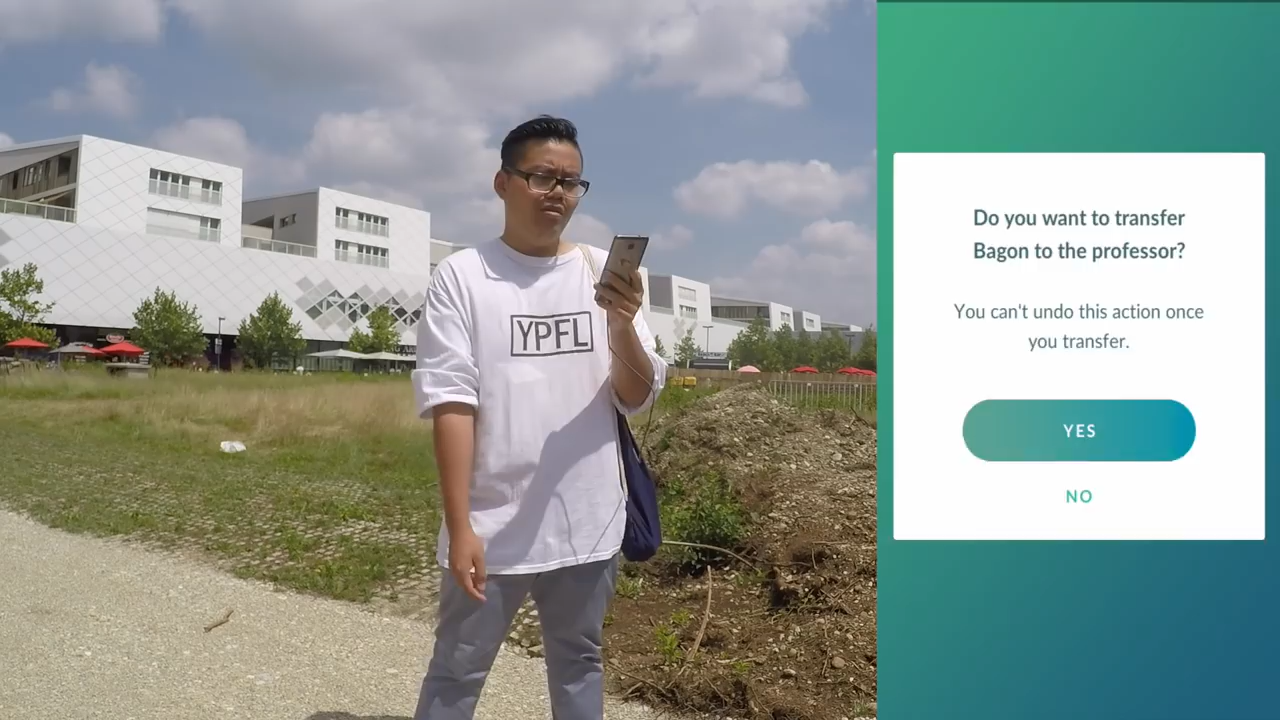 YPFL
Do you want to transfer
Bagon to the professor?
You can't undo this action once
you transfer.
YES
NO